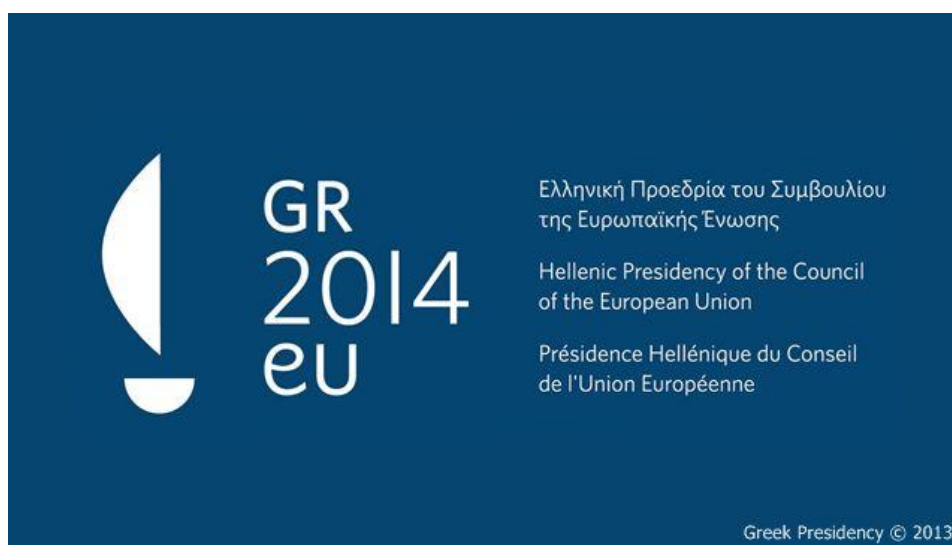 GR
2014
eu
Ελληνική Προεδρία του Συμβουλίου
της Ευρωπαϊκής Ένωσης
Hellenic Presidency of the Council
of the European Union
Présidence Hellénique du Conseil
de l'Union Européenne
Greek Presidency © 2013